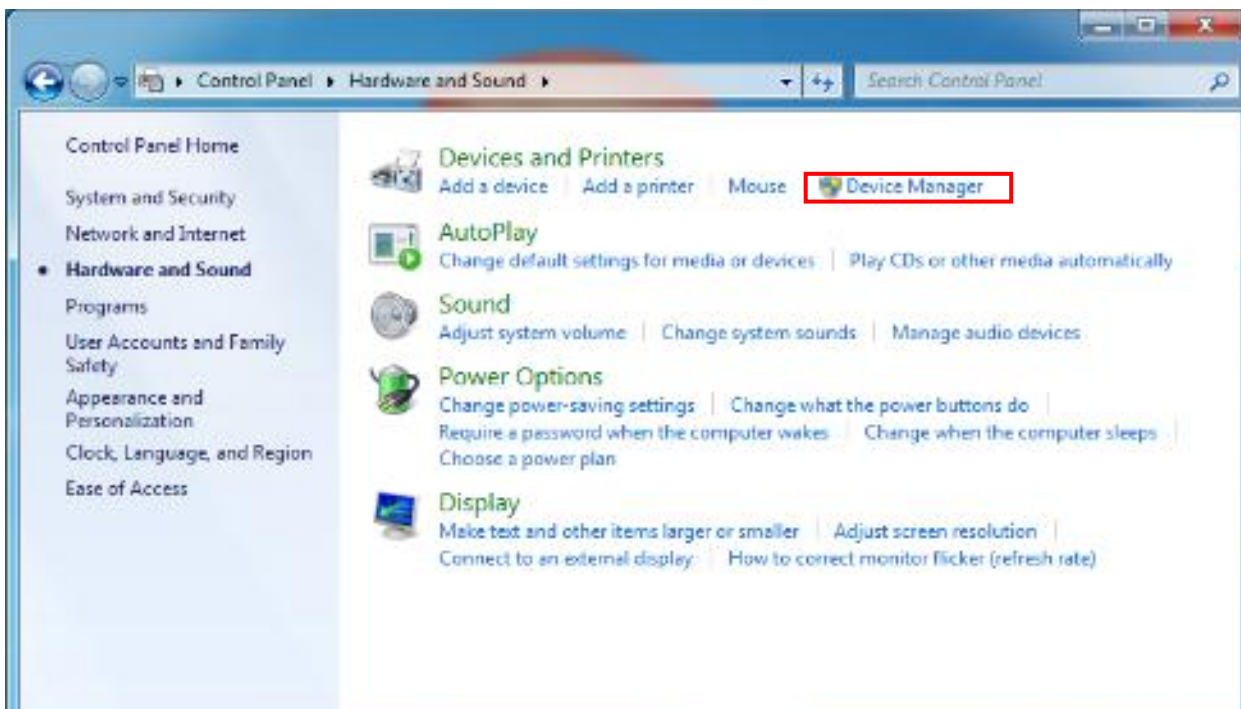 Control Panel Hardware and Sound Search Control Panel
Control Panel Home
System and Security
Network and Internet
Hardware and Sound
Programs
User Accounts and Family
Safety
Appearance and
Personalization
Clock, Language, and Region
Ease of Access
Devices and Printers
Add a device Add a printer Mouse Device Manager
AutoPlay
Change default settings for media or devices Play CDs or other media automatically
Sound
Adjust system volume Change system sounds Manage audio devices
Power Options
Change power-saving settings Change what the power buttons do
Require a password when the computer wakes Change when the computer sleeps
Choose a power plan
Display
Make text and other items larger or smaller Adjust screen resolution
Connect to an external display How to correct monitor flicker (refresh rate)